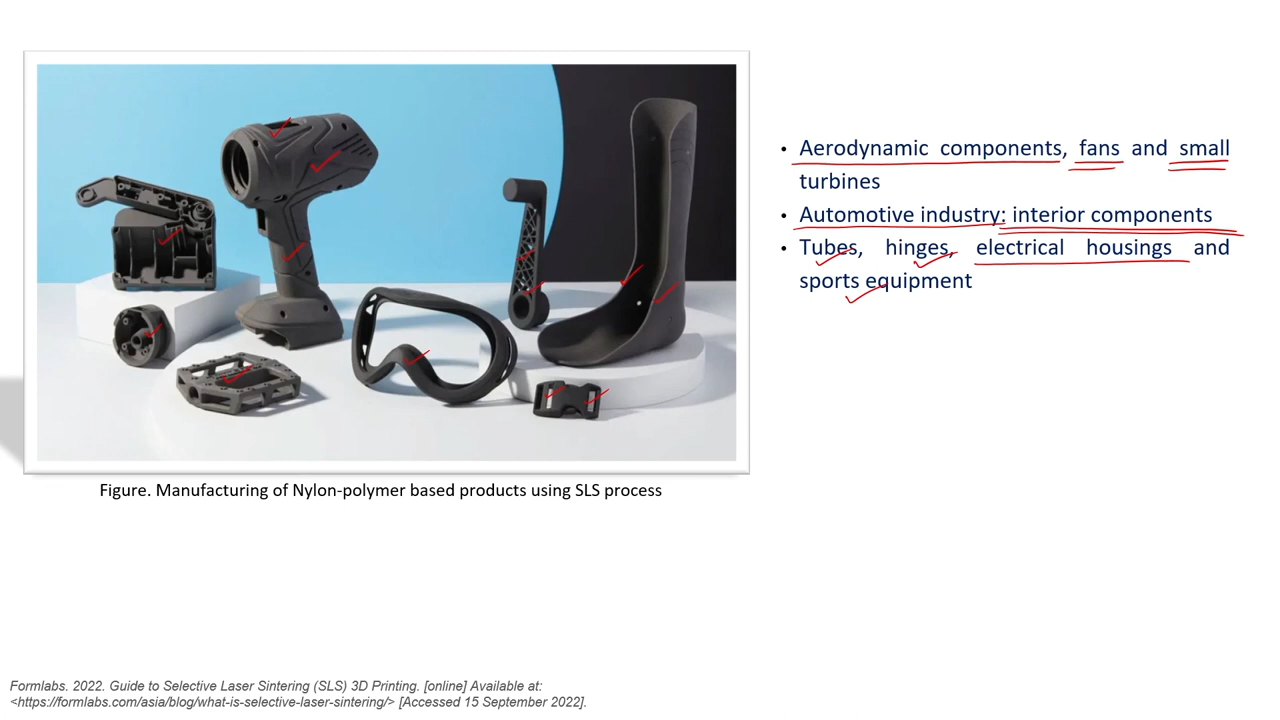 • Aerodynamic components, fans and small
turbines
• Automotive industry: interior components
• Tubes, hinges, electrical housings and
sports equipment
Figure. Manufacturing of Nylon-polymer based products using SLS process
Formlabs. 2022. Guide to Selective Laser Sintering (SLS) 3D Printing. [online] Available at:
<https://formlabs.com/asia/blog/what-is-selective-laser-sintering/> [Accessed 15 September 2022].